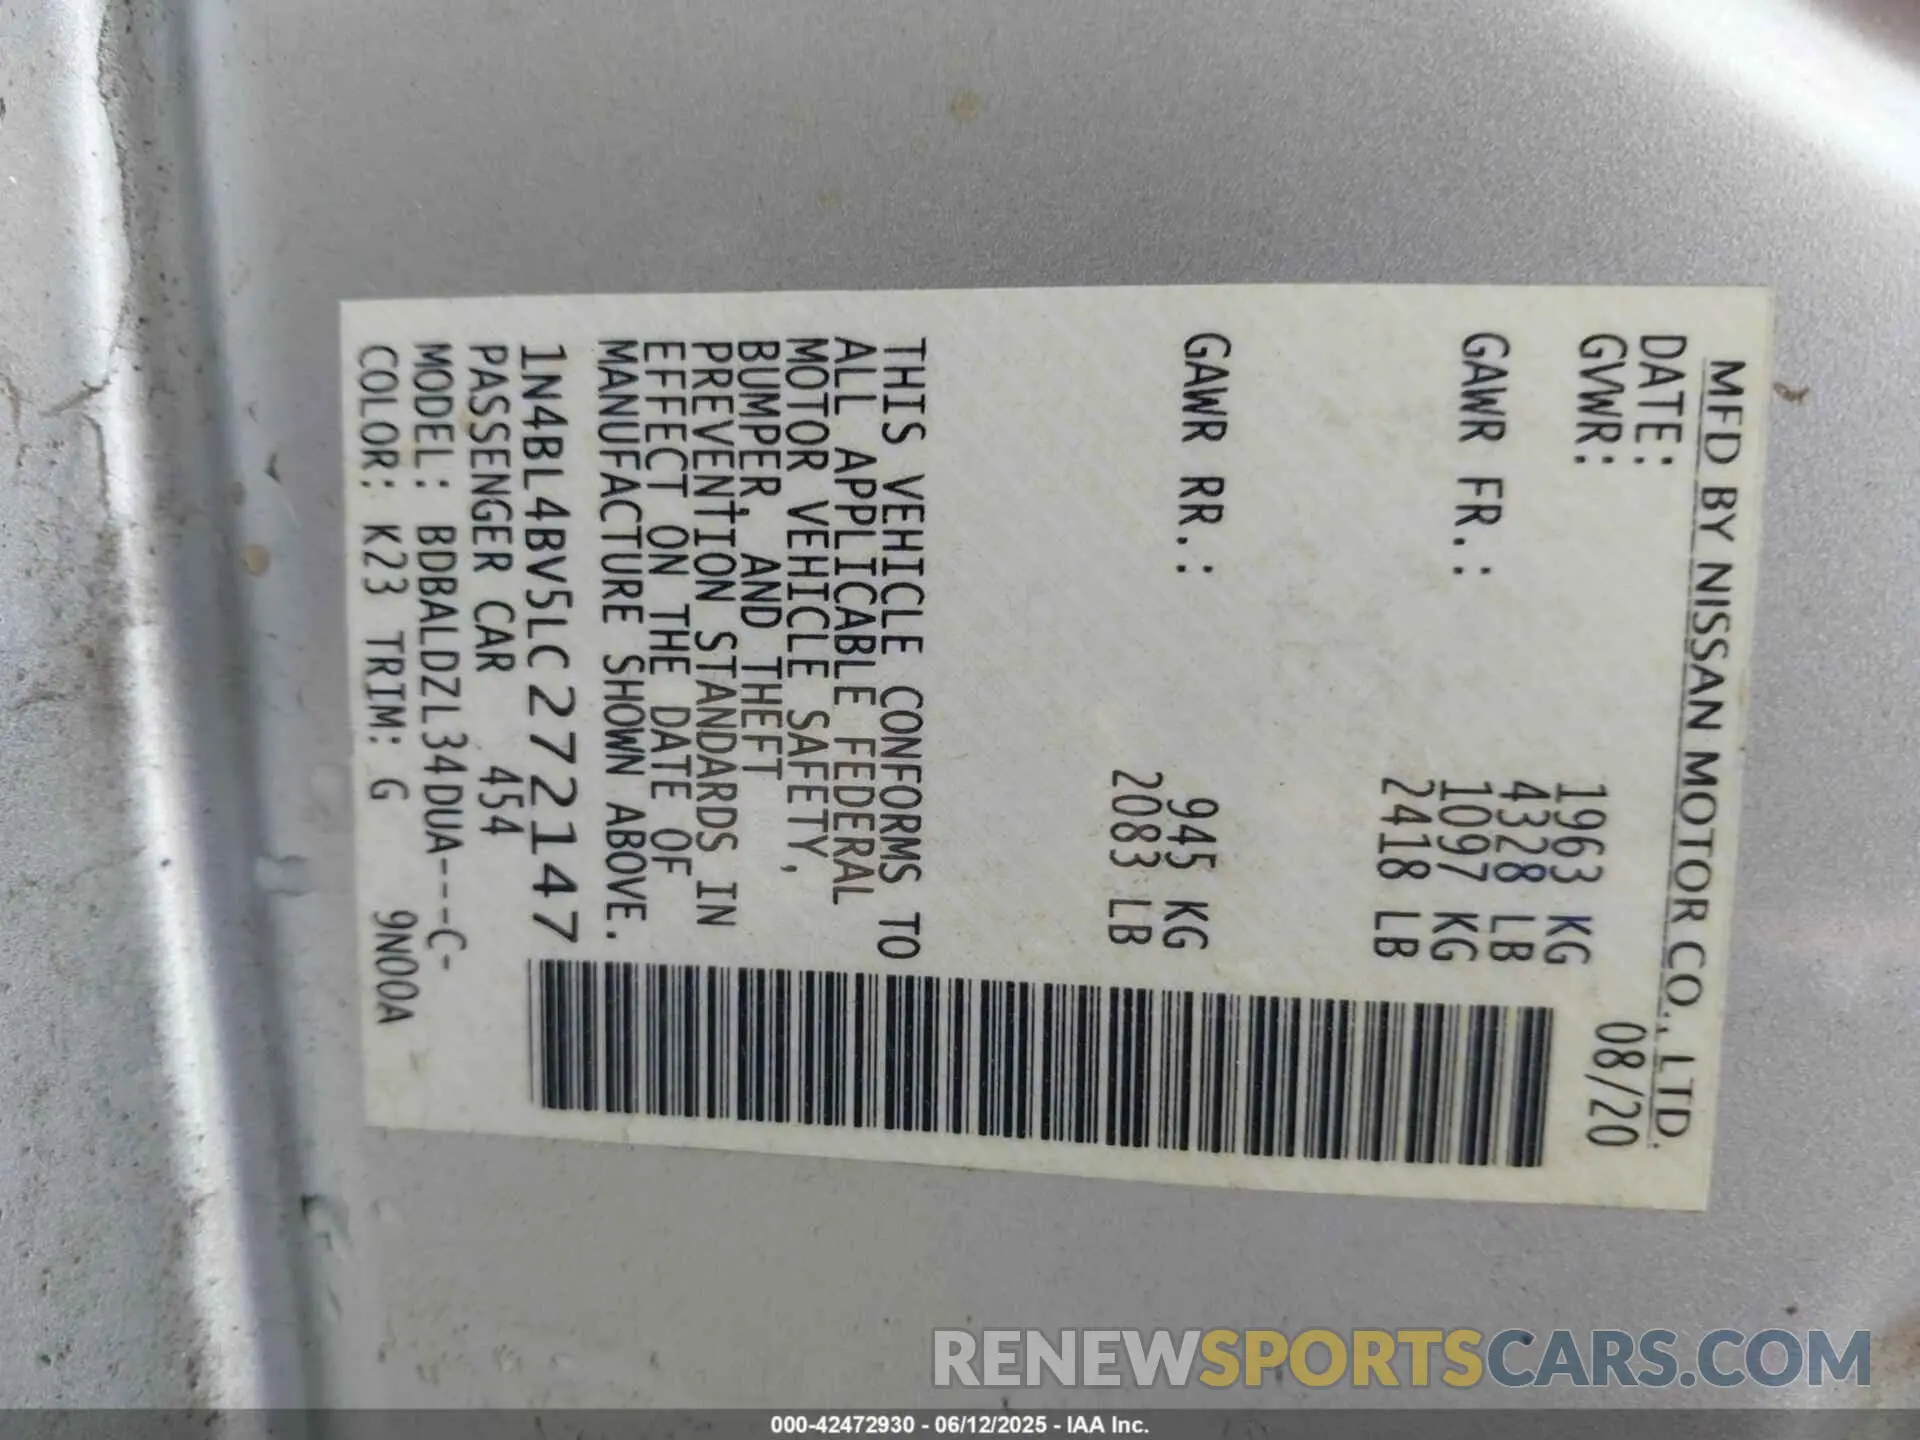 MFD BY NISSAN MOTOR CO., LTD.
DATE: 08/20
GVWR: 1963 KG
4328 LB
GAWR FR.: 1097 KG
2418 LB
GAWR RR.: 945 KG
2083 LB
THIS VEHICLE CONFORMS TO
ALL APPLICABLE FEDERAL
MOTOR VEHICLE SAFETY,
BUMPER, AND THEFT
PREVENTION STANDARDS IN
EFFECT ON THE DATE OF
MANUFACTURE SHOWN ABOVE.
1N4BL4BV5LC272147
PASSENGER CAR 454
MODEL: BDBALDZL34DUA---C-
COLOR: K23 TRIM: G 9N00A
RENEWSPORTSCARS.COM
000-42472930 - 06/12/2025 - IAA Inc.